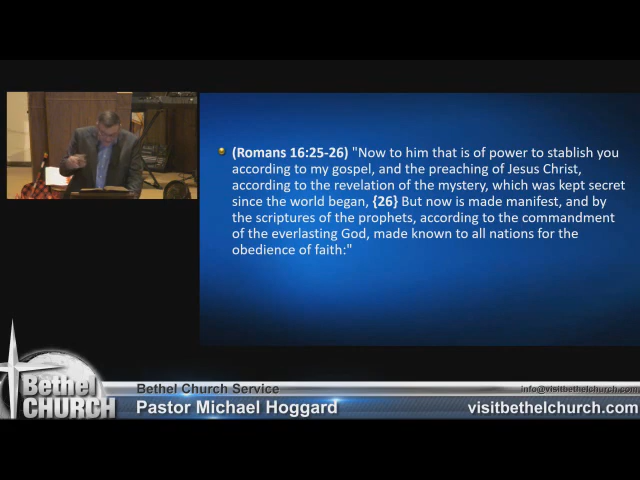 (Romans 16:25-26) "Now to him that is of power to stablish you
according to my gospel, and the preaching of Jesus Christ,
according to the revelation of the mystery, which was kept secret
since the world began, {26} But now is made manifest, and by
the scriptures of the prophets, according to the commandment
of the everlasting God, made known to all nations for the
obedience of faith:"
Bethel
CHURCH
Bethel Church Service
info@visitbethelchurch.com
Pastor Michael Hoggard
visitbethelchurch.com